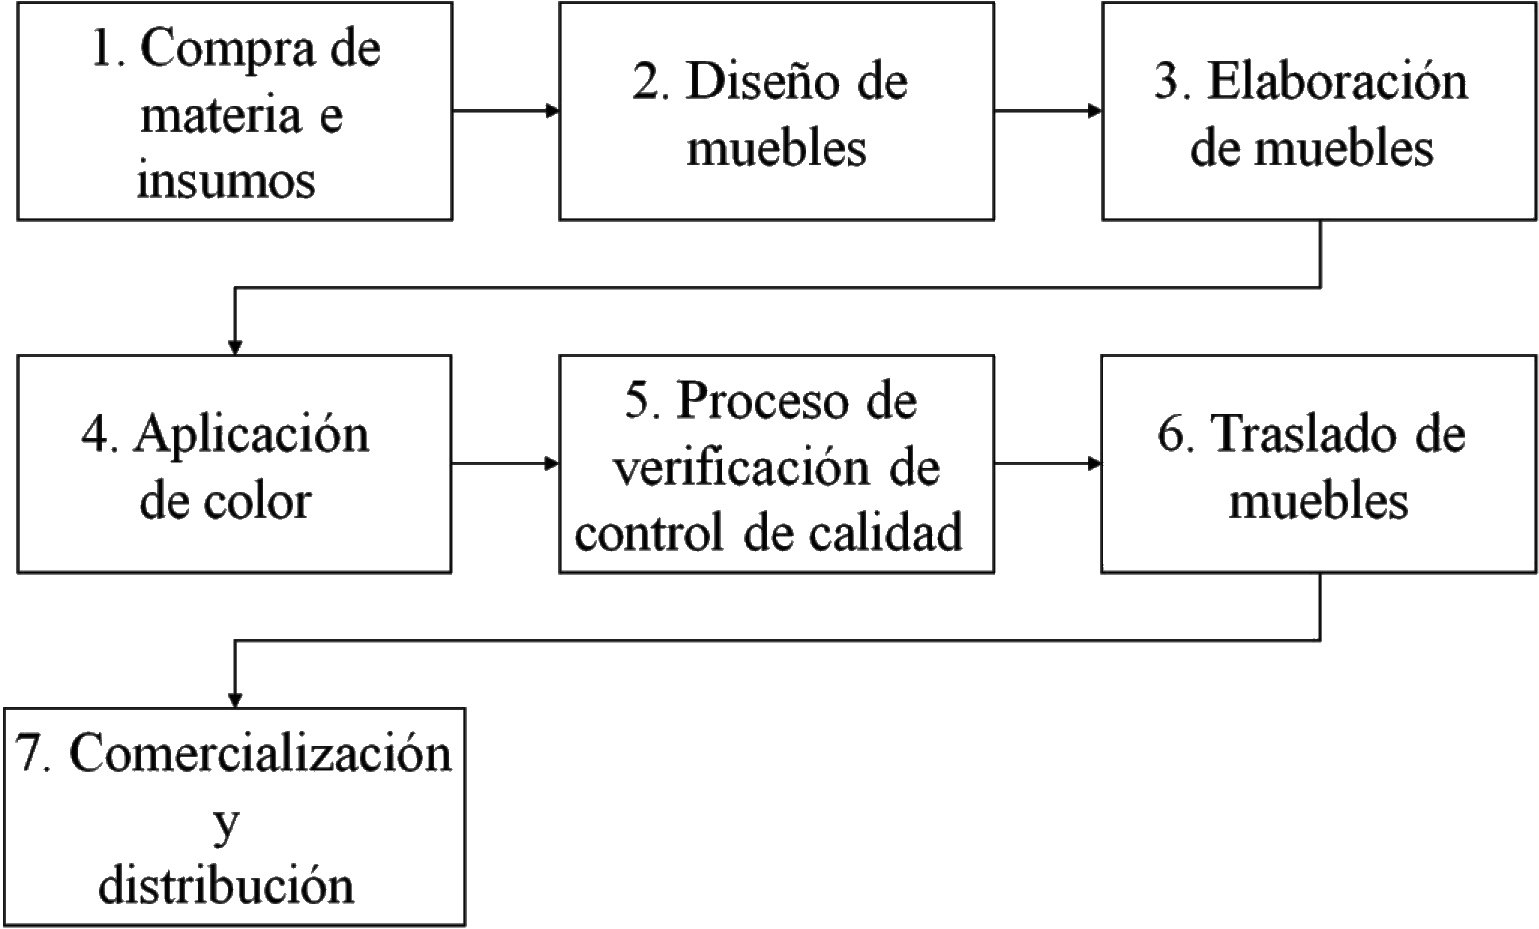 1. Compra de
materia e
insumos
2. Diseño de
muebles
3. Elaboración
de muebles
4. Aplicación
de color
5. Proceso de
verificación de
control de calidad
6. Traslado de
muebles
7. Comercialización
y
distribución